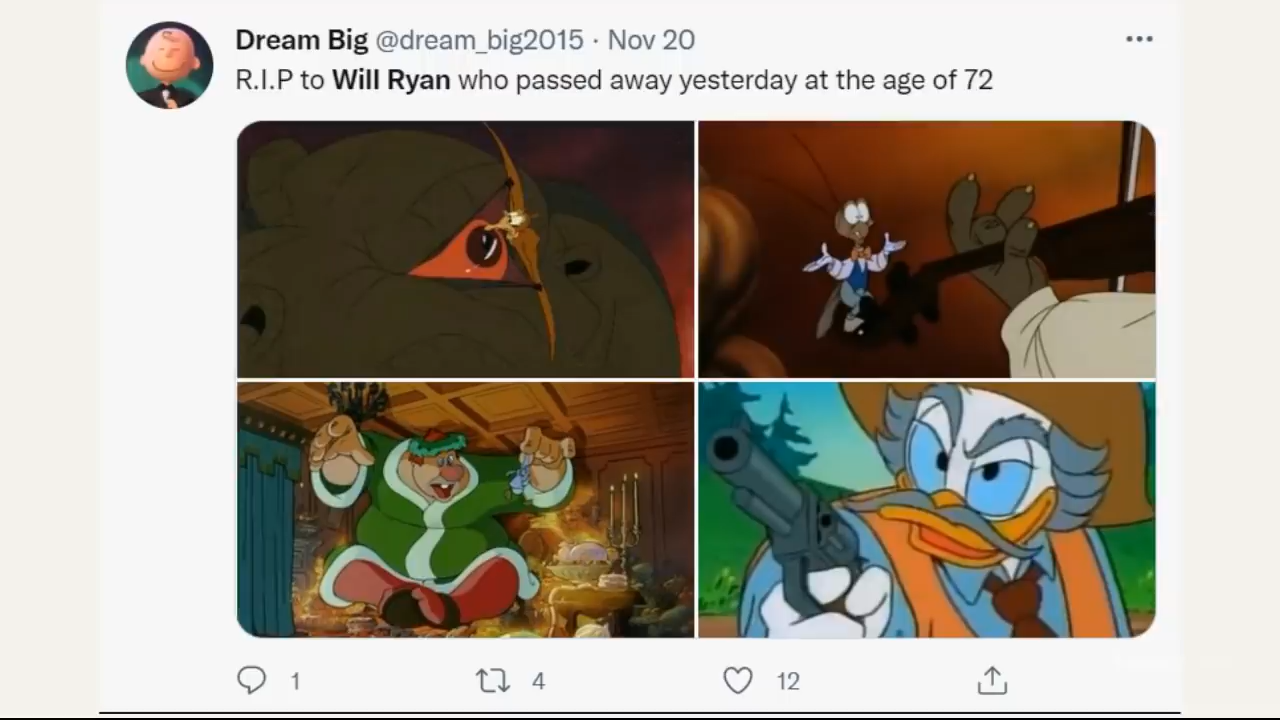 Dream Big @dream_big2015 · Nov 20
R.I.P to Will Ryan who passed away yesterday at the age of 72
1 4 12